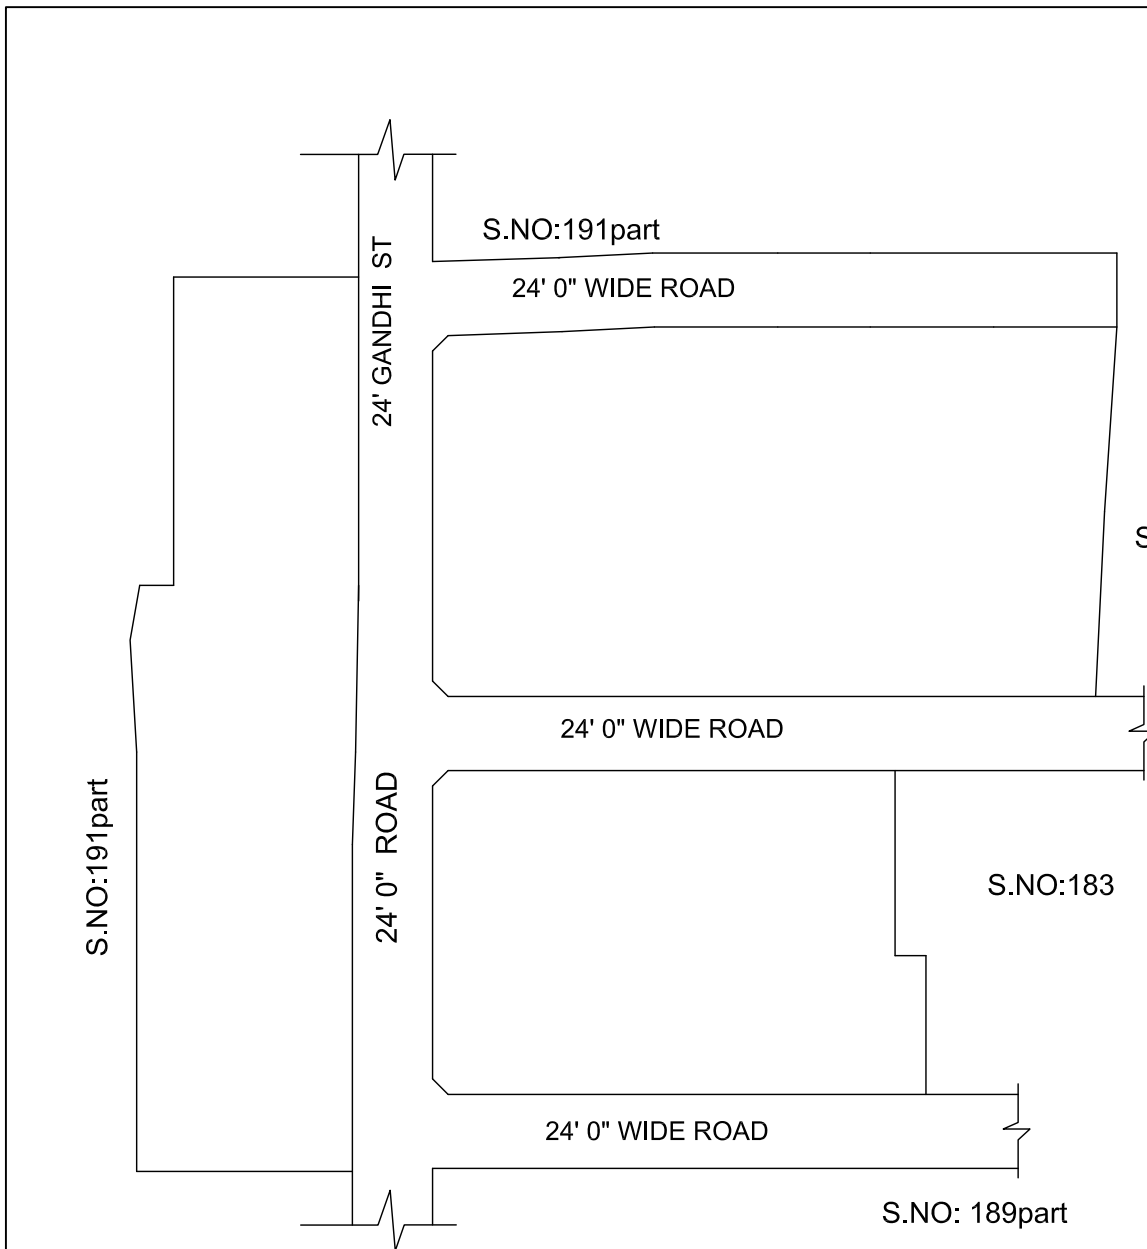 S.NO:191part
24' 0" WIDE ROAD
24' GANDHI ST
S
24' 0" WIDE ROAD
24' 0" ROAD
S.NO:191part
S.NO:183
24' 0" WIDE ROAD
S.NO: 189part